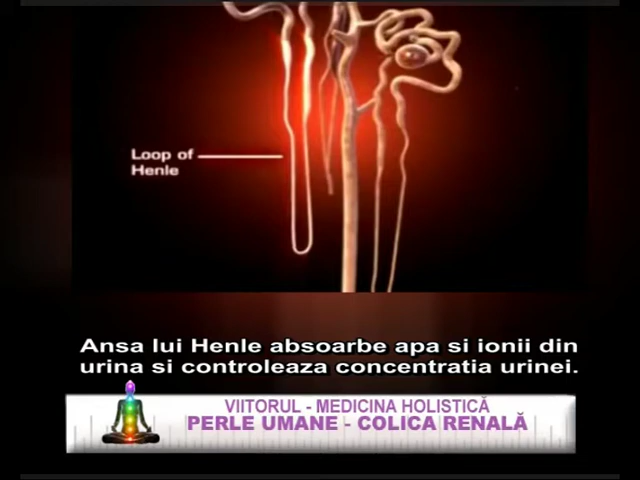 Loop of
Henle
Ansa lui Henle absoarbe apa si ionii din
urina si controleaza concentratia urinei.
VIITORUL - MEDICINA HOLISTICĂ
PERLE UMANE - COLICA RENALĂ